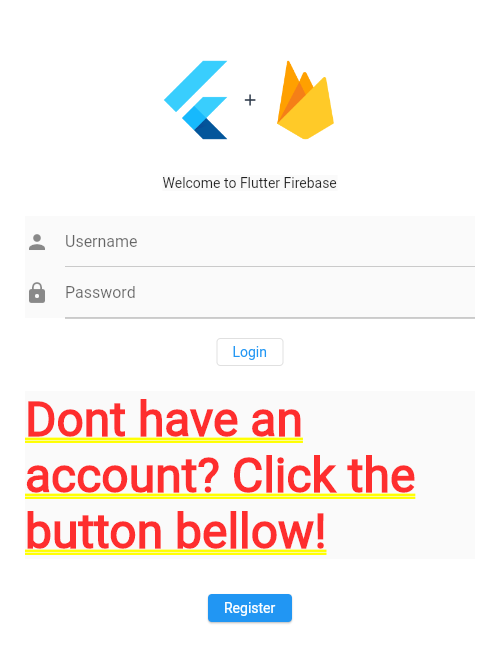 +
Welcome to Flutter Firebase
Username
Password
Login
Dont have an
account? Click the
button bellow!
Register